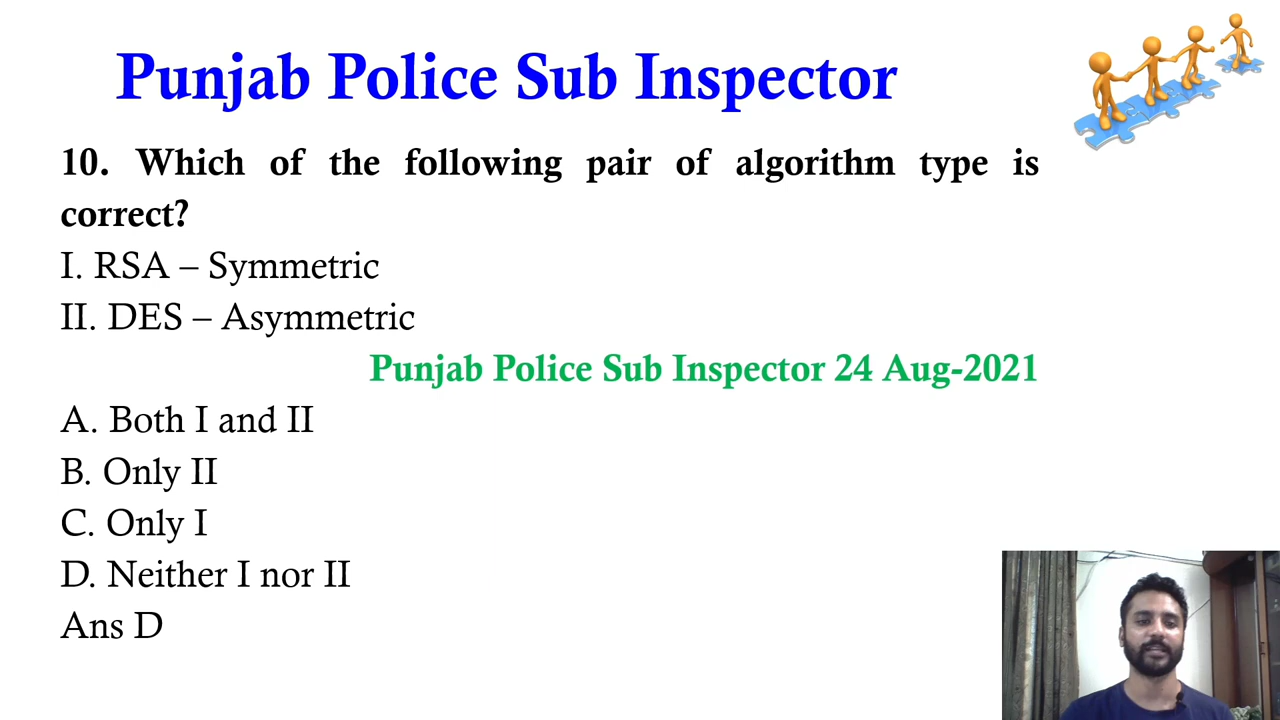 Punjab Police Sub Inspector
10. Which of the following pair of algorithm type is
correct?
I. RSA – Symmetric
II. DES – Asymmetric
Punjab Police Sub Inspector 24 Aug-2021
A. Both I and II
B. Only II
C. Only I
D. Neither I nor II
Ans D